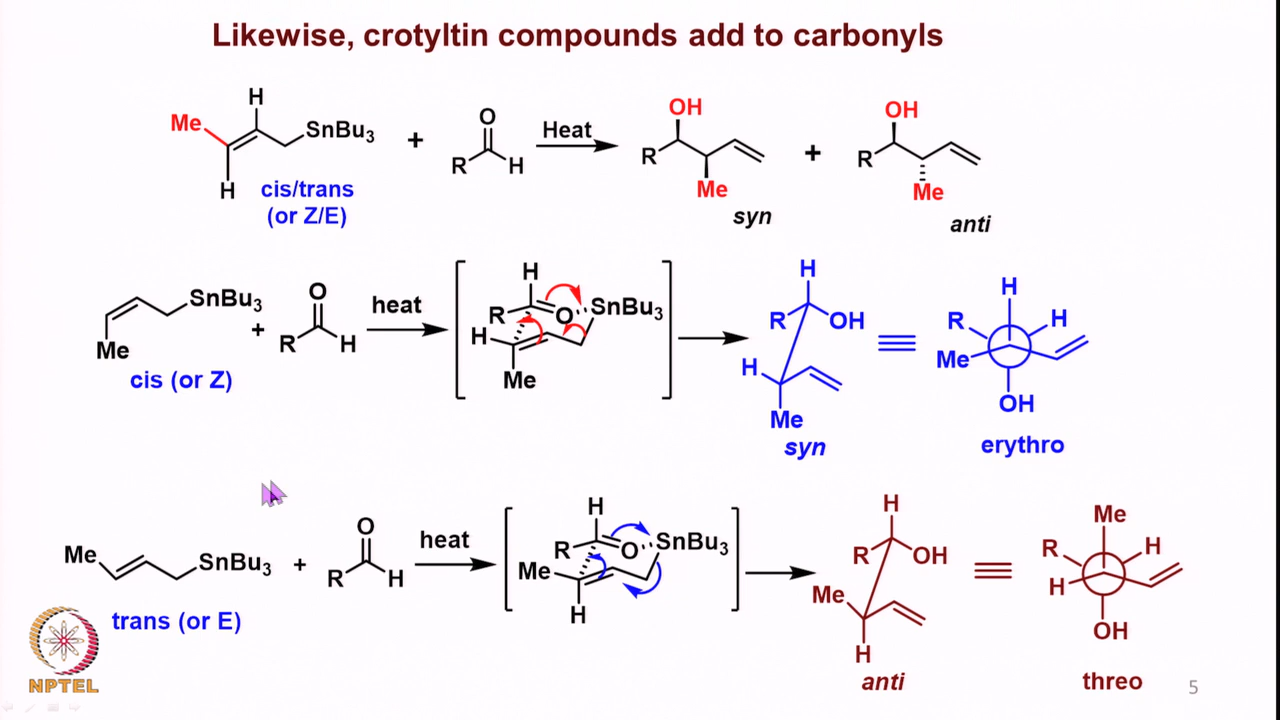 Likewise, crotyltin compounds add to carbonyls
H
Me
SnBu3
H
cis/trans
(or Z/E)
+
O
R
H
Heat
OH
R
Me
syn
+
OH
R
Me
anti
SnBu3
Me
cis (or Z)
+
O
R
H
heat
H
R
O
SnBu3
H
Me
H
R
OH
H
Me
syn
H
R
H
Me
OH
erythro
Me
SnBu3
trans (or E)
+
O
R
H
heat
H
R
O
SnBu3
Me
H
H
R
OH
Me
H
anti
Me
R
H
H
OH
threo
NPTEL
5